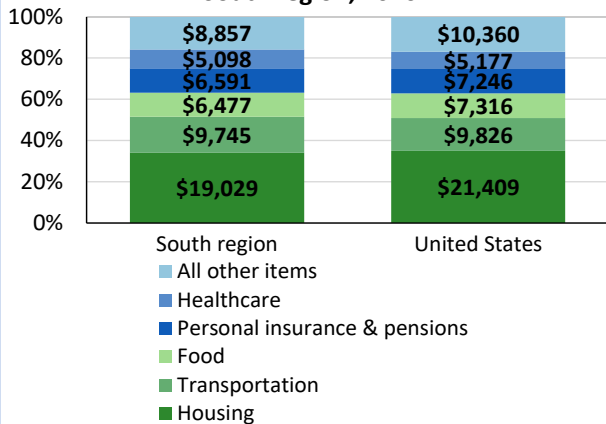 100%
80%
60%
40%
20%
0%
$8,857
$5,098
$6,591
$6,477
$9,745
$19,029
$10,360
$5,177
$7,246
$7,316
$9,826
$21,409
South region
United States
All other items
Healthcare
Personal insurance & pensions
Food
Transportation
Housing